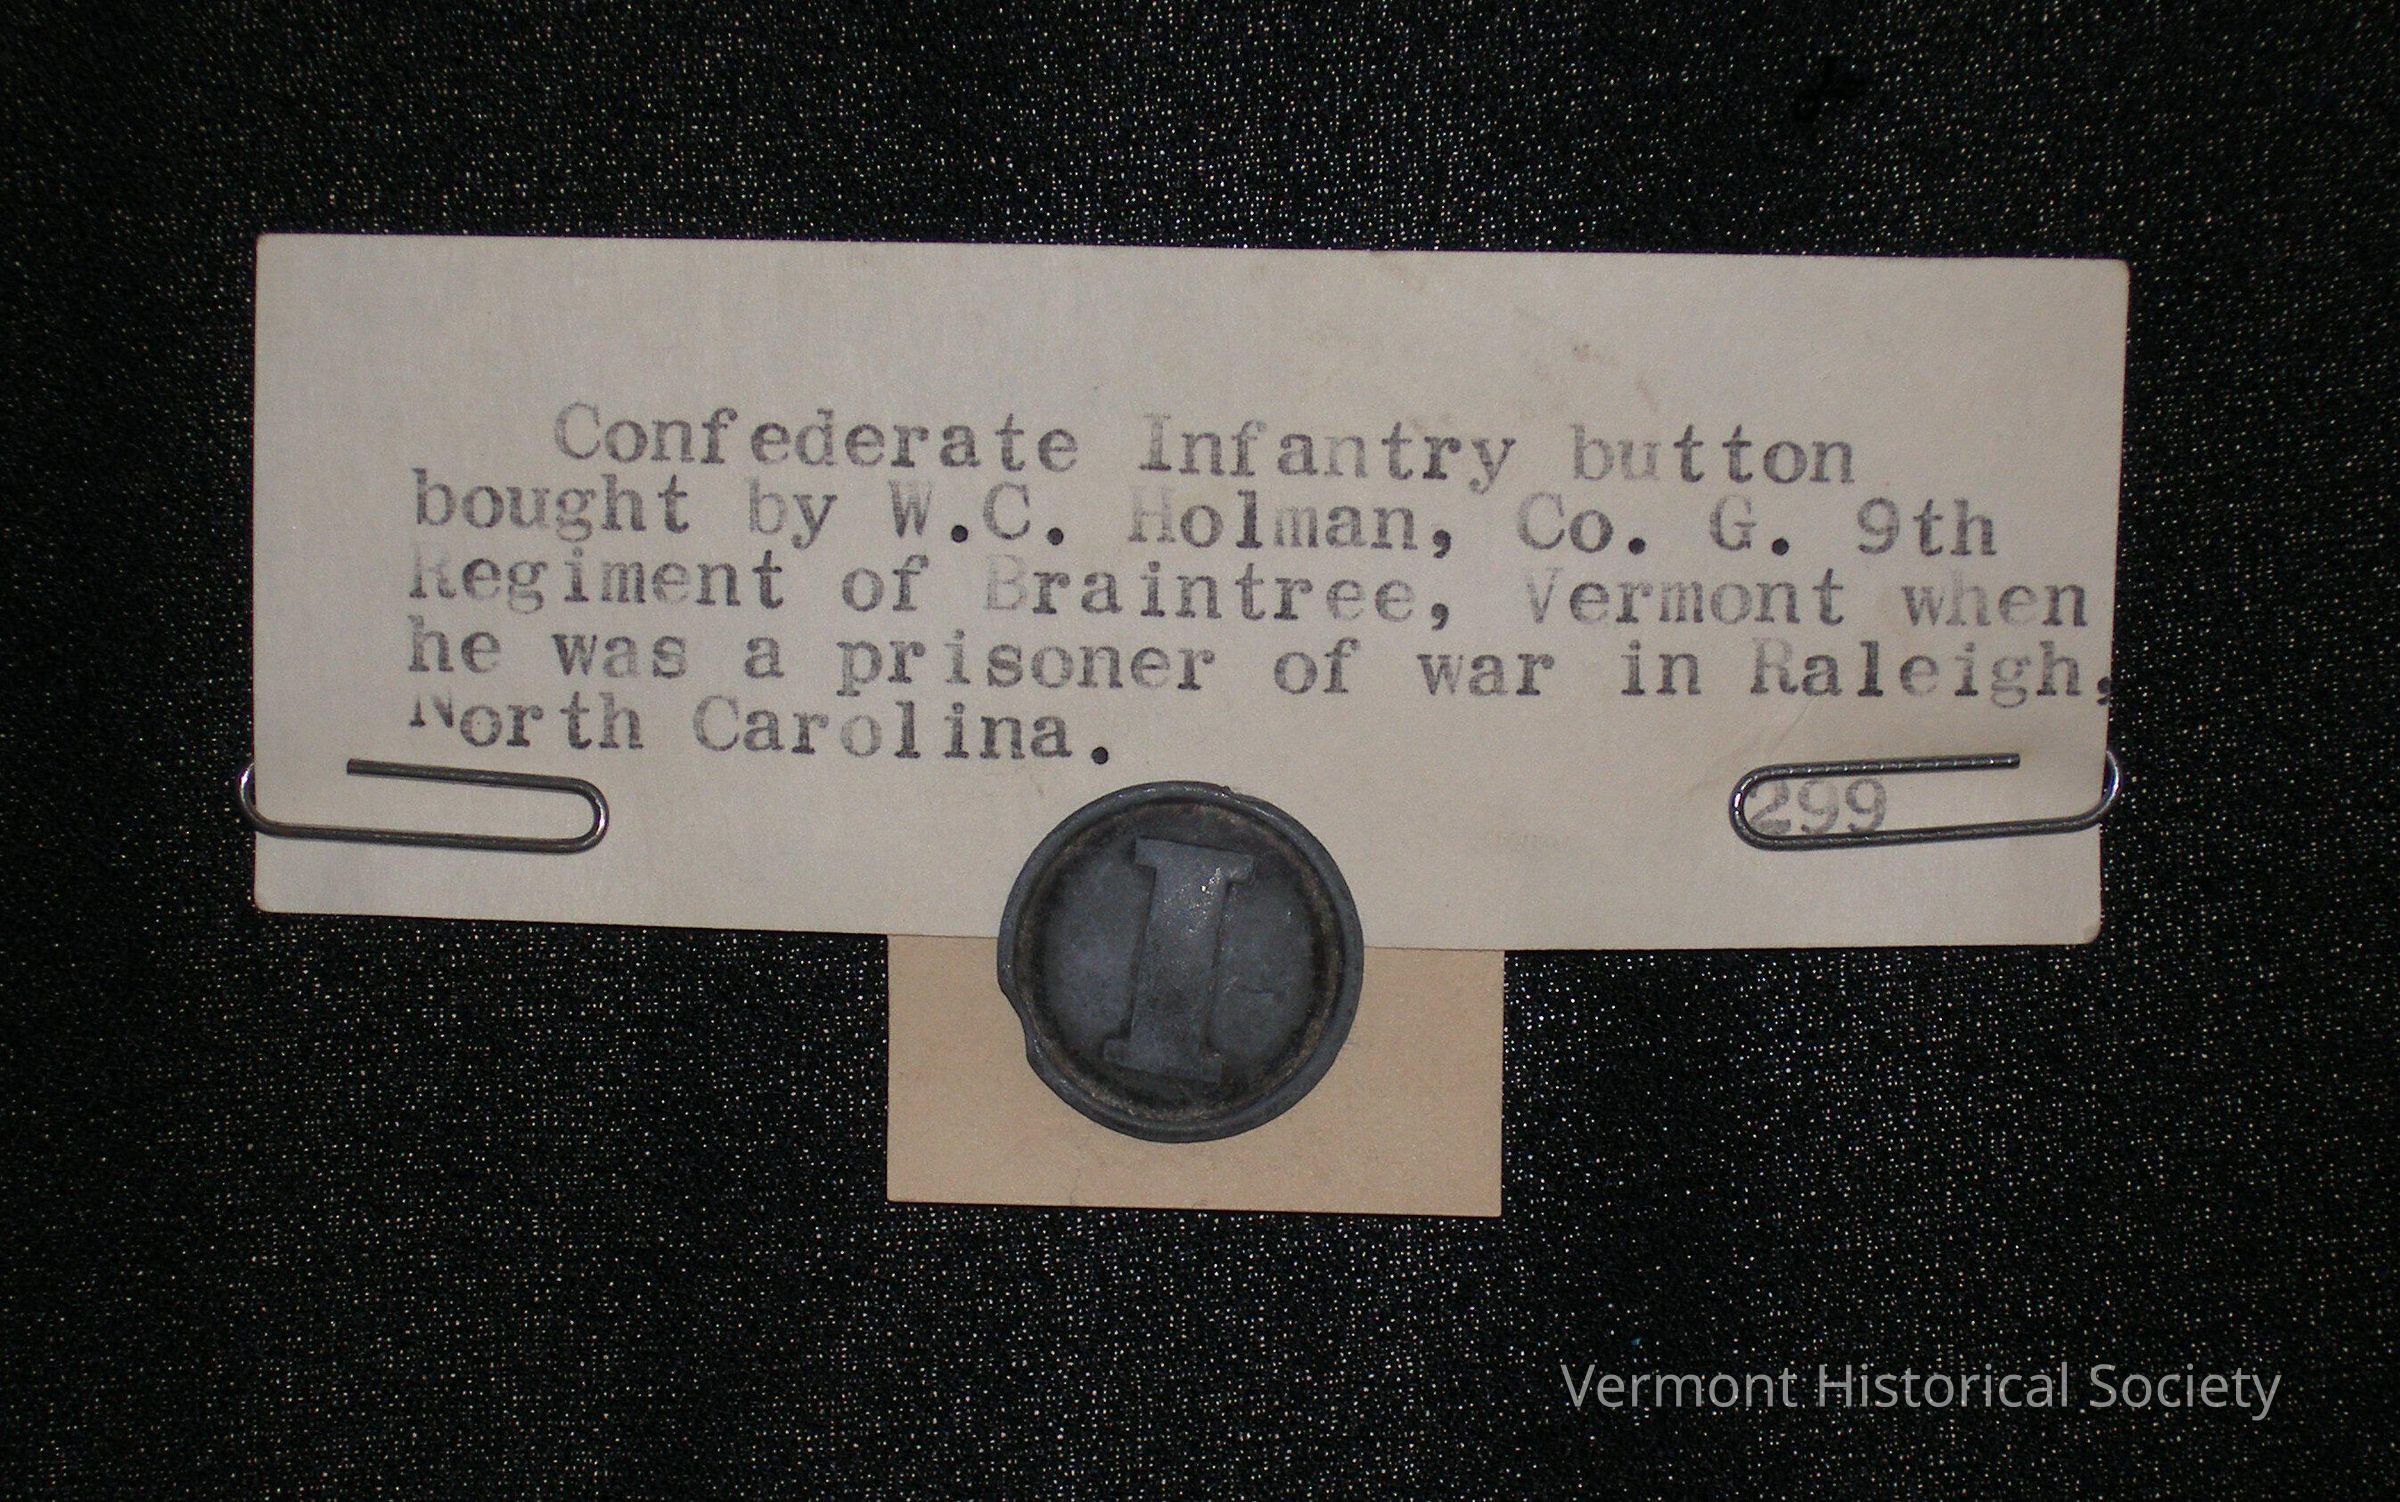 Confederate Infantry button
bought by W.C. Holman, Co. G. 9th
Regiment of Braintree, Vermont when
he was a prisoner of war in Raleigh,
North Carolina.
299
I
Vermont Historical Society